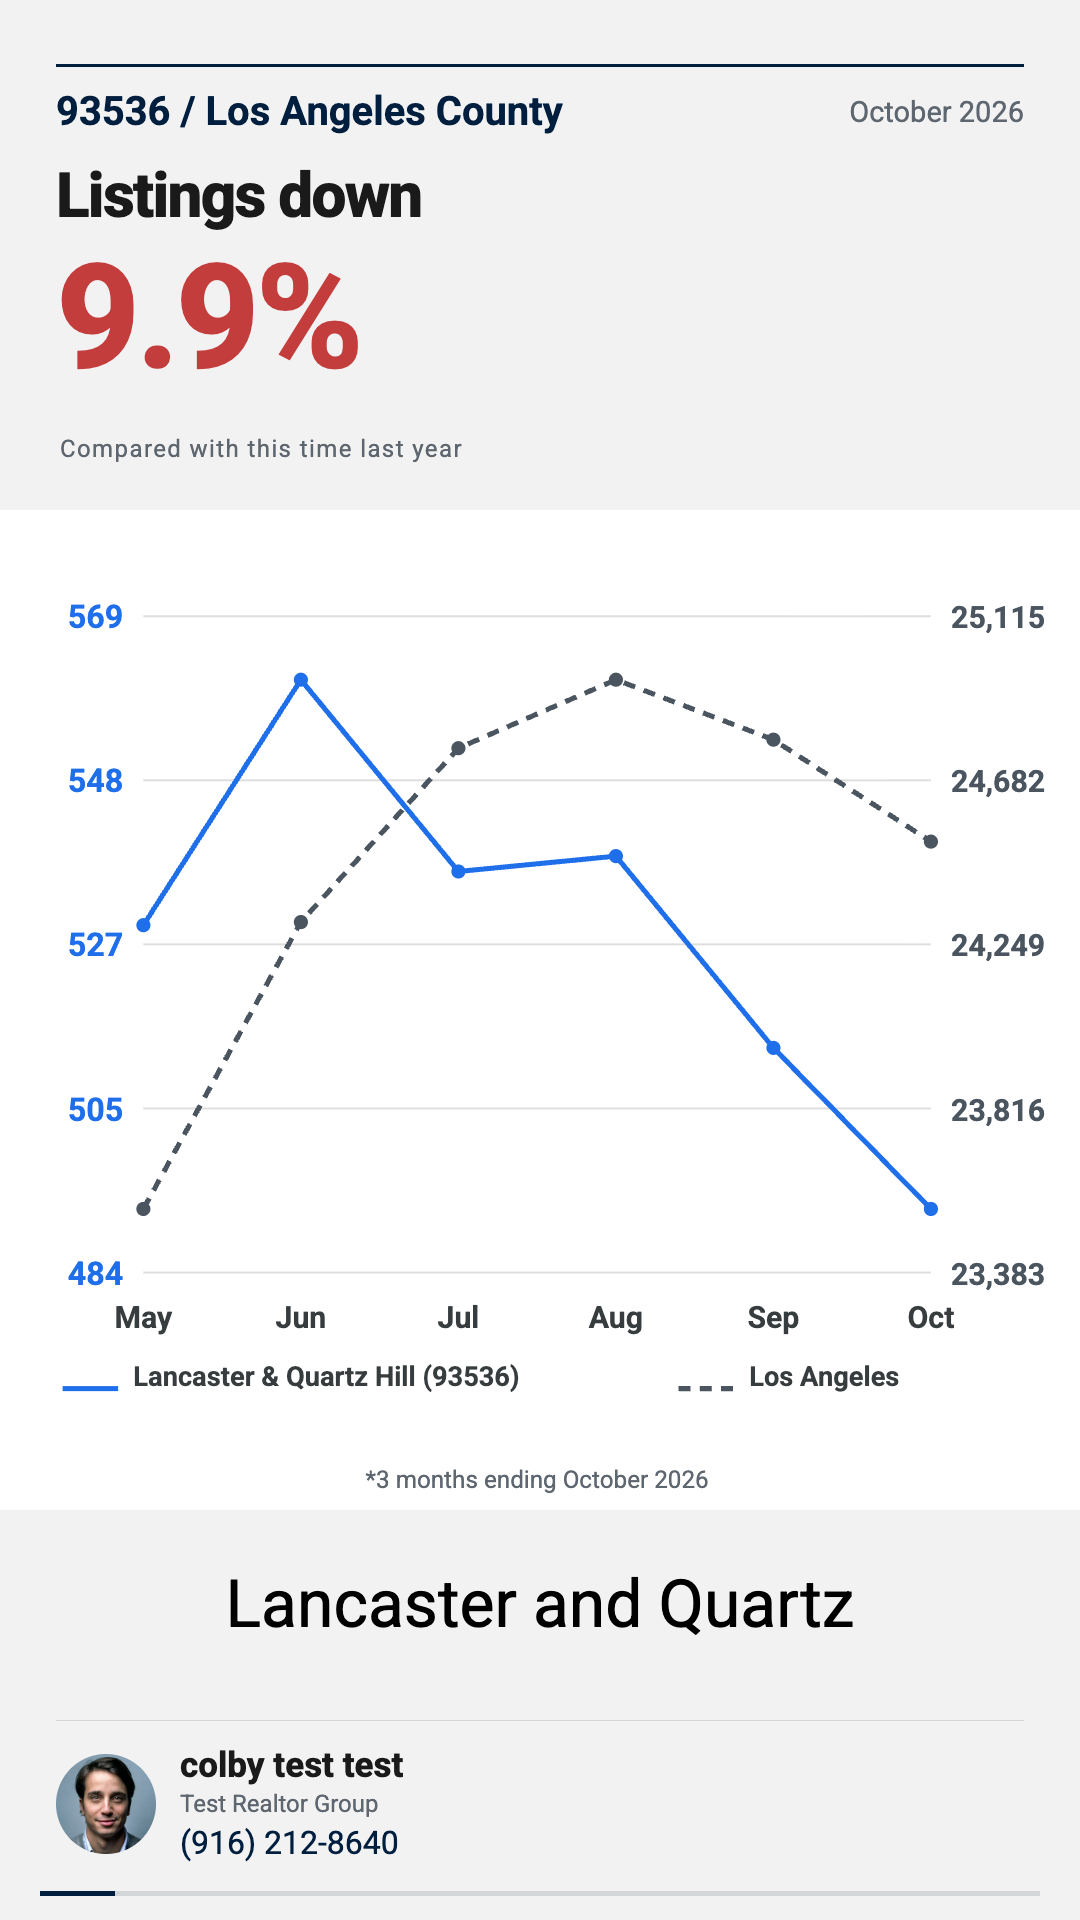 93536 / Los Angeles County
October 2026
Listings down
9.9%
Compared with this time last year
569
25,115
548
24,682
527
24,249
505
23,816
484
23,383
May Jun Jul Aug Sep Oct
Lancaster & Quartz Hill (93536)
Los Angeles
*3 months ending October 2026
Lancaster and Quartz
colby test test
Test Realtor Group
(916) 212-8640